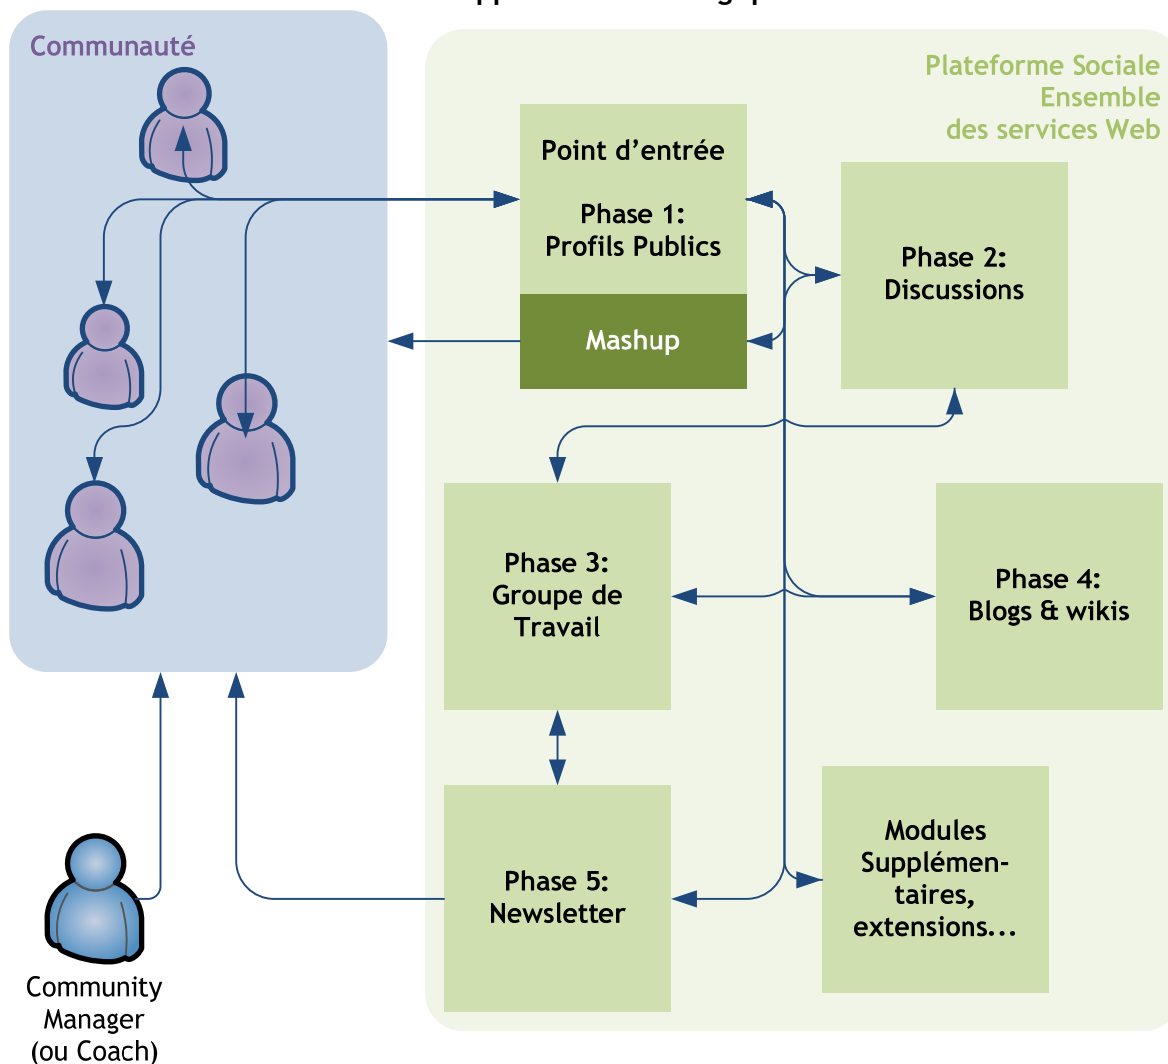 Communauté
Plateforme Sociale
Ensemble
des services Web
Point d’entrée
Phase 1:
Profils Publics
Mashup
Phase 2:
Discussions
Phase 3:
Groupe de
Travail
Phase 4:
Blogs & wikis
Phase 5:
Newsletter
Modules
Supplémen-
taires,
extensions...
Community
Manager
(ou Coach)